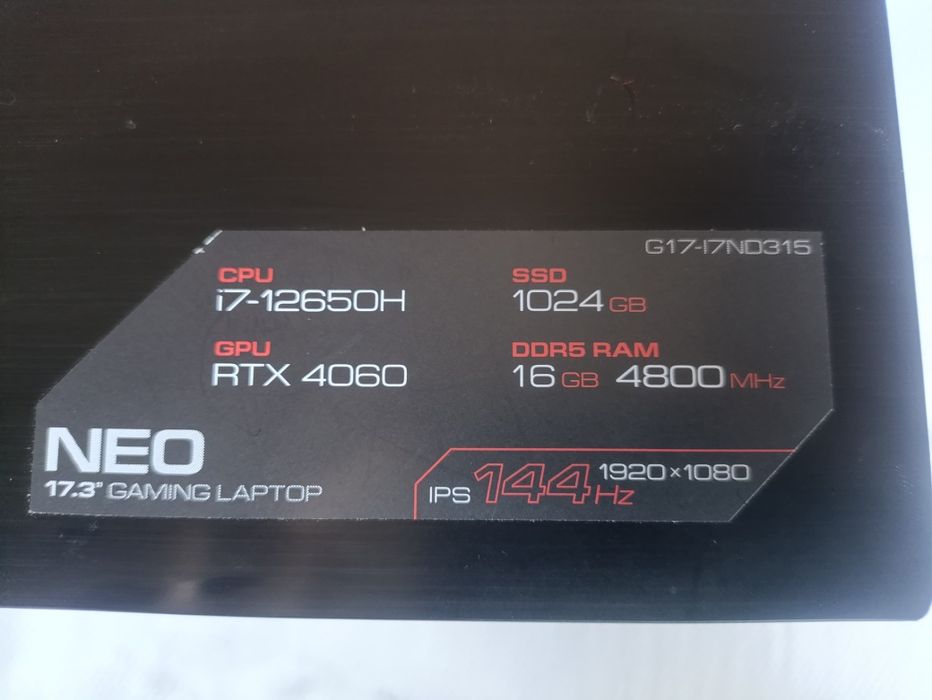 G17-I7ND315
CPU
i7-12650H
SSD
1024 GB
GPU
RTX 4060
DDR5 RAM
16 GB 4800 MHz
NEO
17.3" GAMING LAPTOP
IPS 144 Hz 1920×1080